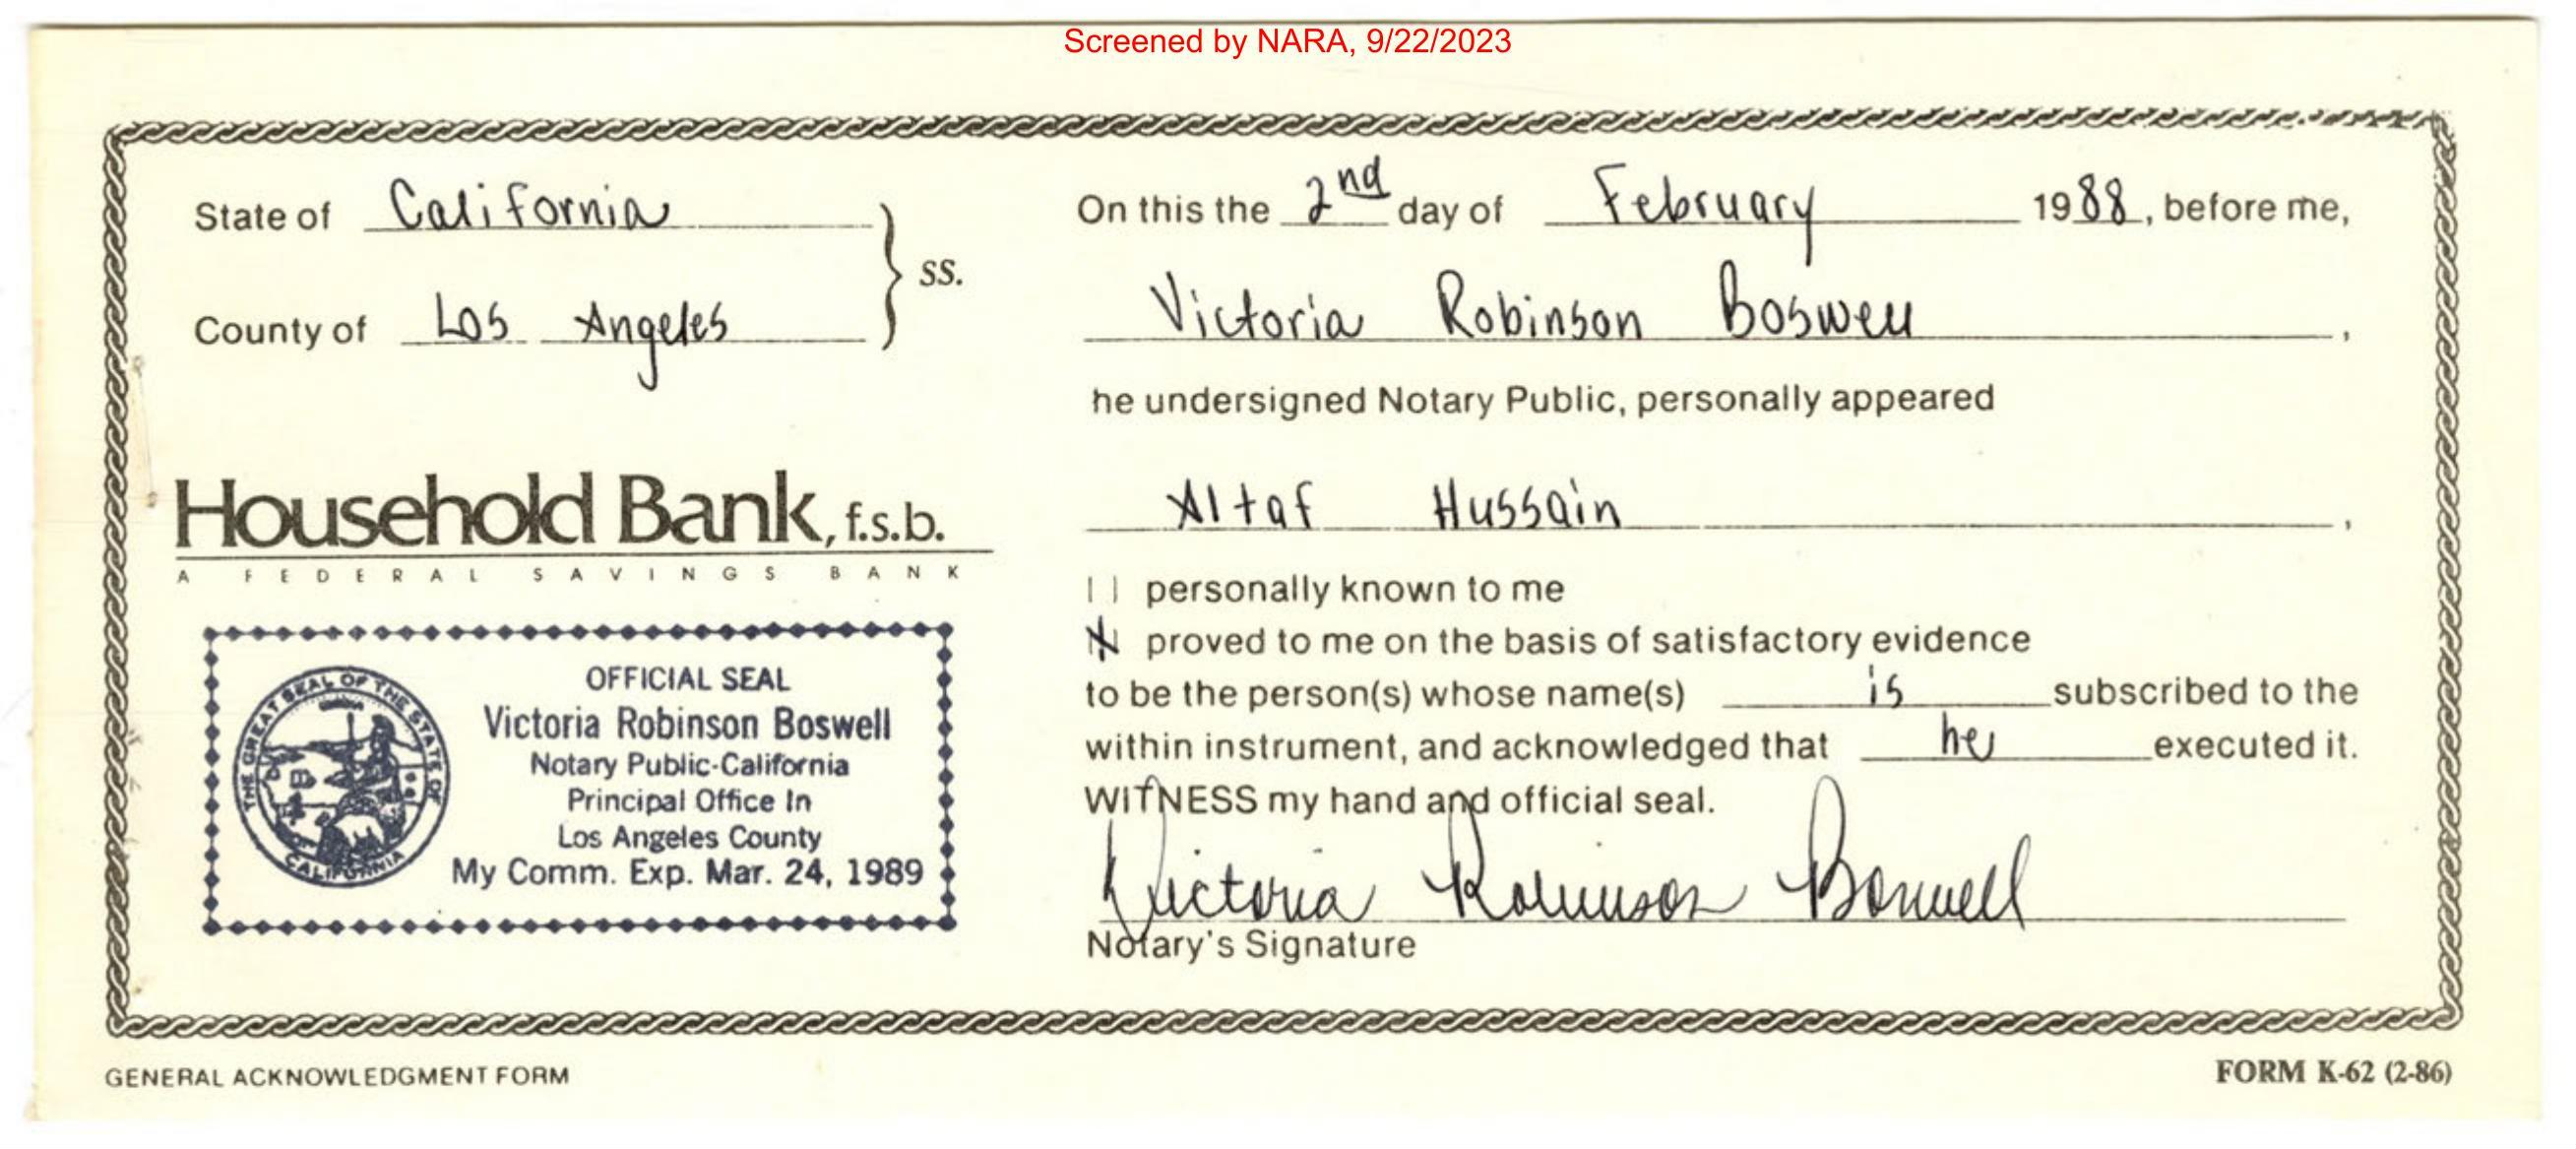 Screened by NARA, 9/22/2023
State of California
County of Los Angeles
} ss.
Household Bank, f.s.b.
A FEDERAL SAVINGS BANK
THE GREAT SEAL OF THE STATE OF CALIFORNIA
OFFICIAL SEAL
Victoria Robinson Boswell
Notary Public-California
Principal Office In
Los Angeles County
My Comm. Exp. Mar. 24, 1989
On this the 2nd day of February 1988, before me,
Victoria Robinson Boswell,
he undersigned Notary Public, personally appeared
Altaf Hussain,
[ ] personally known to me
[X] proved to me on the basis of satisfactory evidence
to be the person(s) whose name(s) is subscribed to the
within instrument, and acknowledged that he executed it.
WITNESS my hand and official seal.
Victoria Robinson Boswell
Notary's Signature
GENERAL ACKNOWLEDGMENT FORM
FORM K-62 (2-86)